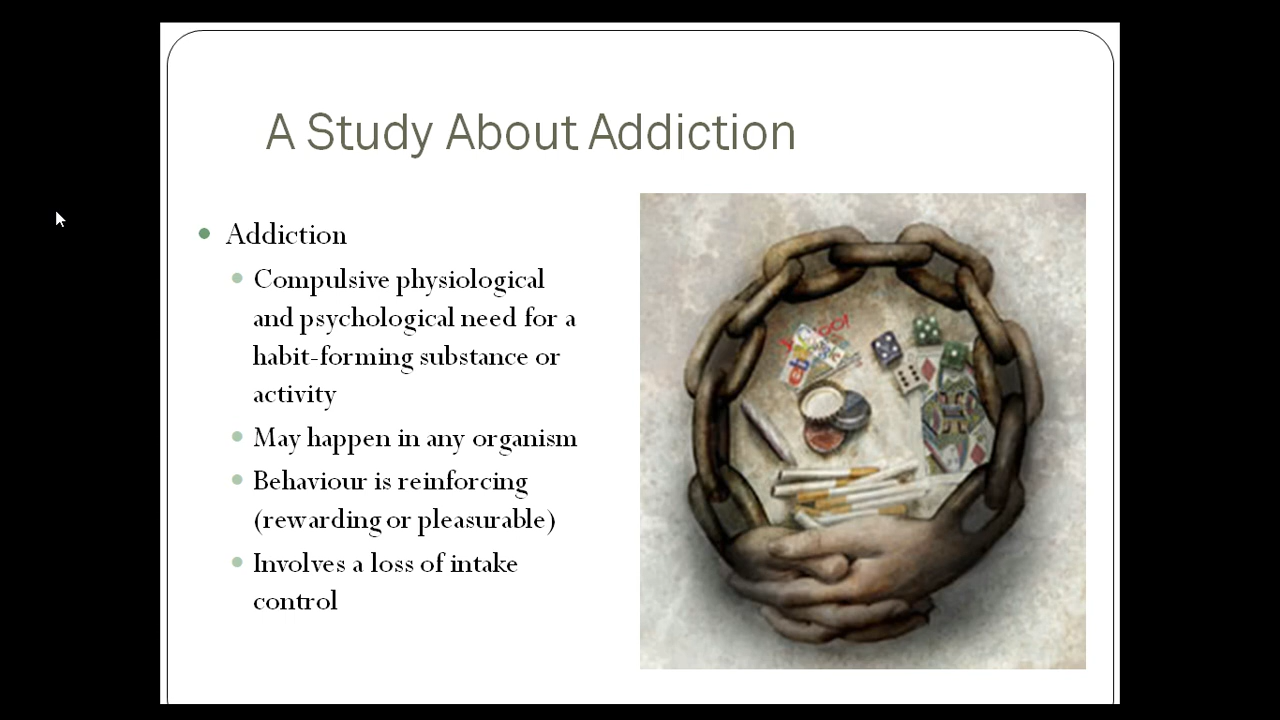 A Study About Addiction
Addiction
Compulsive physiological
and psychological need for a
habit-forming substance or
activity
May happen in any organism
Behaviour is reinforcing
(rewarding or pleasurable)
Involves a loss of intake
control